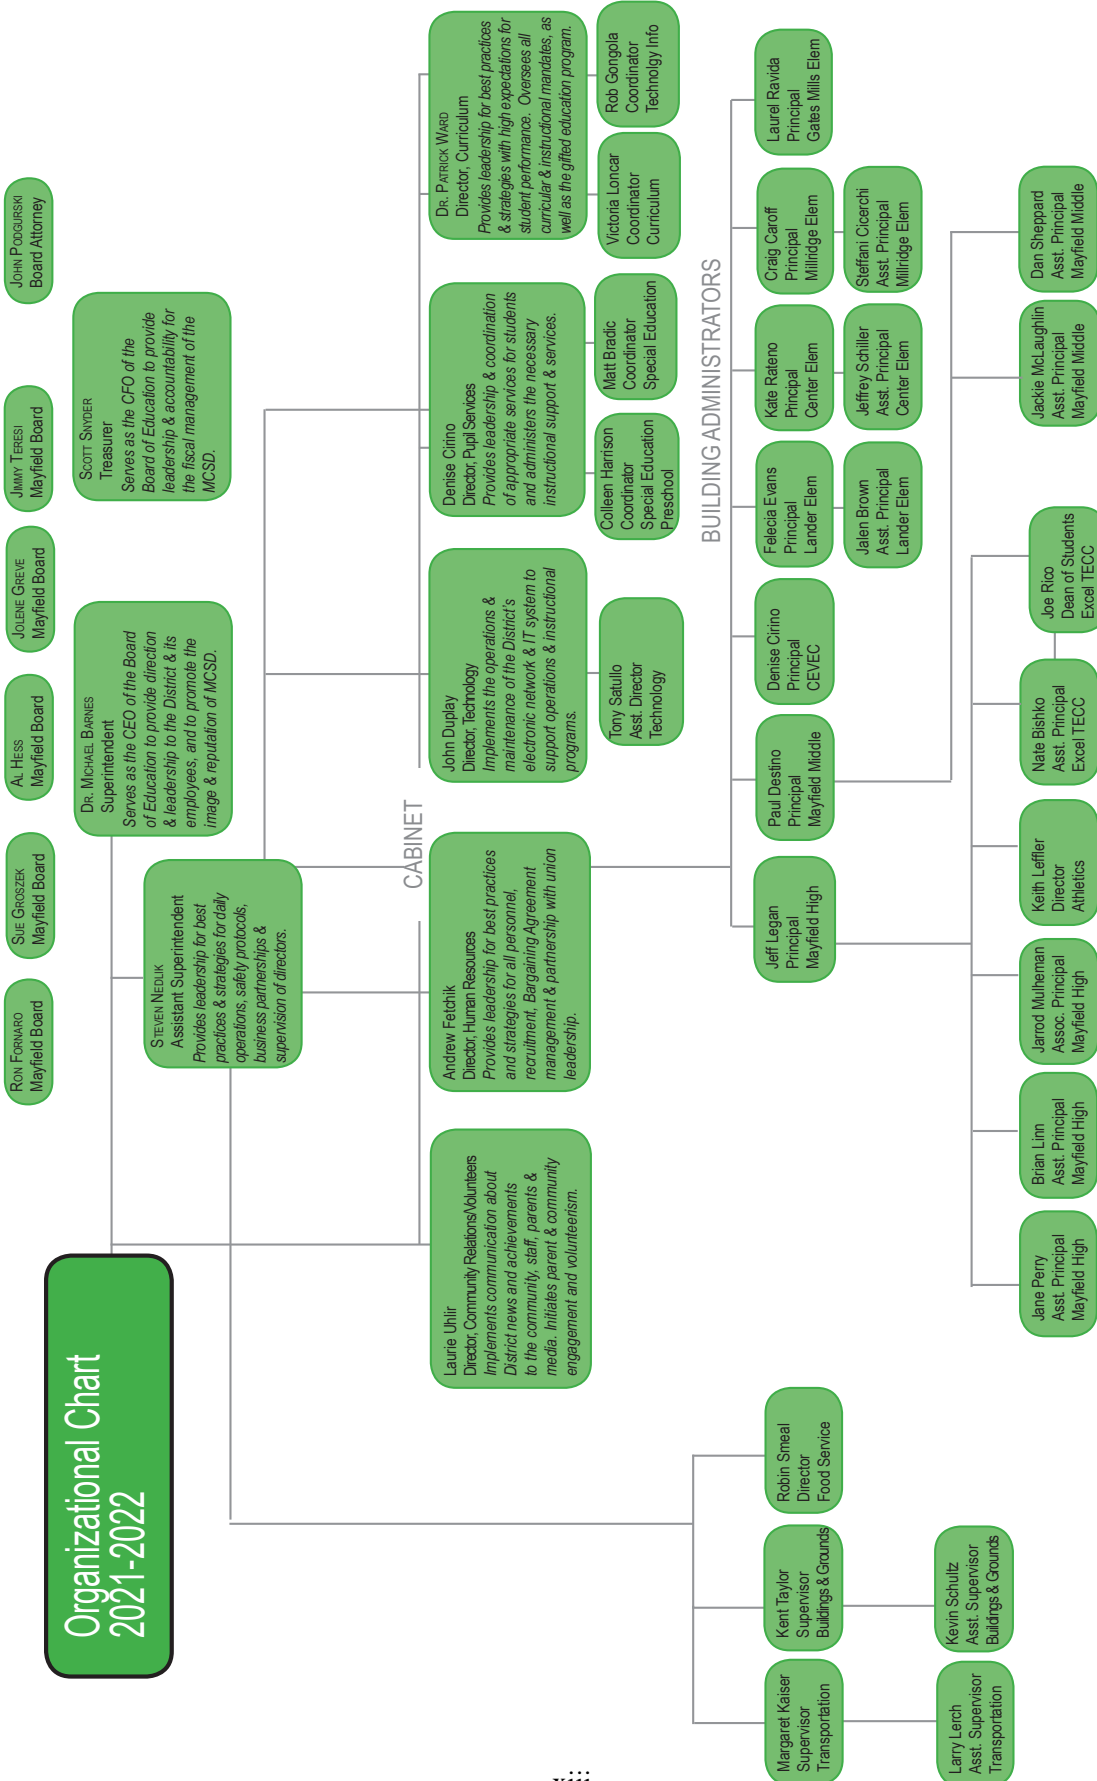 Organizational Chart
2021-2022
RON FORNARO
Mayfield Board
SUE GROSZEK
Mayfield Board
AL HESS
Mayfield Board
JOLENE GREVE
Mayfield Board
JIMMY TERESI
Mayfield Board
JOHN PODGURSKI
Board Attorney
DR. MICHAEL BARNES
Superintendent
Serves as the CEO of the Board
of Education to provide direction
& leadership to the District & its
employees, and to promote the
image & reputation of MCSD.
SCOTT SNYDER
Treasurer
Serves as the CFO of the
Board of Education to provide
leadership & accountability for
the fiscal management of the
MCSD.
STEVEN NEDLIK
Assistant Superintendent
Provides leadership for best
practices & strategies for daily
operations, safety protocols,
business partnerships &
supervision of directors.
CABINET
Laurie Uhlir
Director, Community Relations/Volunteers
Implements communication about
District news and achievements
to the community, staff, parents &
media. Initiates parent & community
engagement and volunteerism.
Andrew Fetchik
Director, Human Resources
Provides leadership for best practices
and strategies for all personnel,
recruitment, Bargaining Agreement
management & partnership with union
leadership.
John Duplay
Director, Technology
Implements the operations &
maintenance of the District's
electronic network & IT system to
support operations & instructional
programs.
Denise Cirino
Director, Pupil Services
Provides leadership & coordination
of appropriate services for students
and administers the necessary
instructional support & services.
DR. PATRICK WARD
Director, Curriculum
Provides leadership for best practices
& strategies with high expectations for
student performance. Oversees all
curricular & instructional mandates, as
well as the gifted education program.
Tony Satullo
Asst. Director
Technology
Colleen Harrison
Coordinator
Special Education
Preschool
Matt Bradic
Coordinator
Special Education
Victoria Loncar
Coordinator
Curriculum
Rob Gongola
Coordinator
Technolgy Info
BUILDING ADMINISTRATORS
Margaret Kaiser
Supervisor
Transportation
Kent Taylor
Supervisor
Buildings & Grounds
Robin Smeal
Director
Food Service
Jeff Legan
Principal
Mayfield High
Paul Destino
Principal
Mayfield Middle
Denise Cirino
Principal
CEVEC
Felecia Evans
Principal
Lander Elem
Kate Rateno
Principal
Center Elem
Craig Caroff
Principal
Millridge Elem
Laurel Ravida
Principal
Gates Mills Elem
Jalen Brown
Asst. Principal
Lander Elem
Jeffrey Schiller
Asst. Principal
Center Elem
Steffani Cicerchi
Asst. Principal
Millridge Elem
Larry Lerch
Asst. Supervisor
Transportation
Kevin Schultz
Asst. Supervisor
Buildings & Grounds
Jane Perry
Asst. Principal
Mayfield High
Brian Linn
Asst. Principal
Mayfield High
Jarrod Mulheman
Assoc. Principal
Mayfield High
Keith Leffler
Director
Athletics
Nate Bishko
Asst. Principal
Excel TECC
Joe Rico
Dean of Students
Excel TECC
Jackie McLaughlin
Asst. Principal
Mayfield Middle
Dan Sheppard
Asst. Principal
Mayfield Middle
xiii